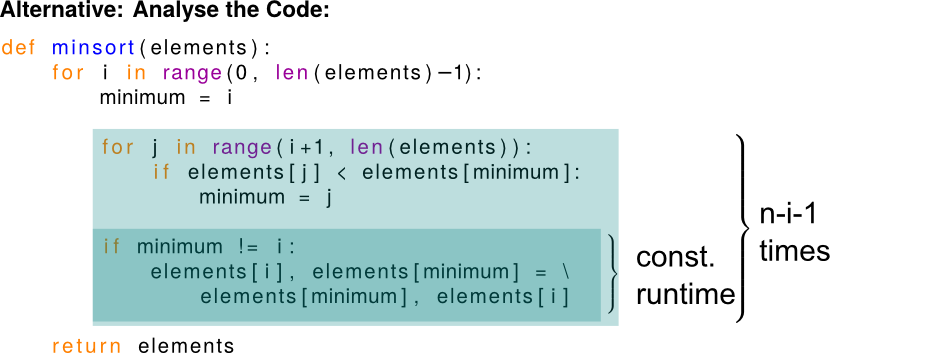 Alternative: Analyse the Code:
def minsort(elements):
for i in range(0, len(elements)−1):
minimum = i
for j in range(i+1, len(elements)):
if elements[j] < elements[minimum]:
minimum = j
if minimum != i:
elements[i], elements[minimum] = \
elements[minimum], elements[i]
return elements
const.
runtime
n-i-1
times